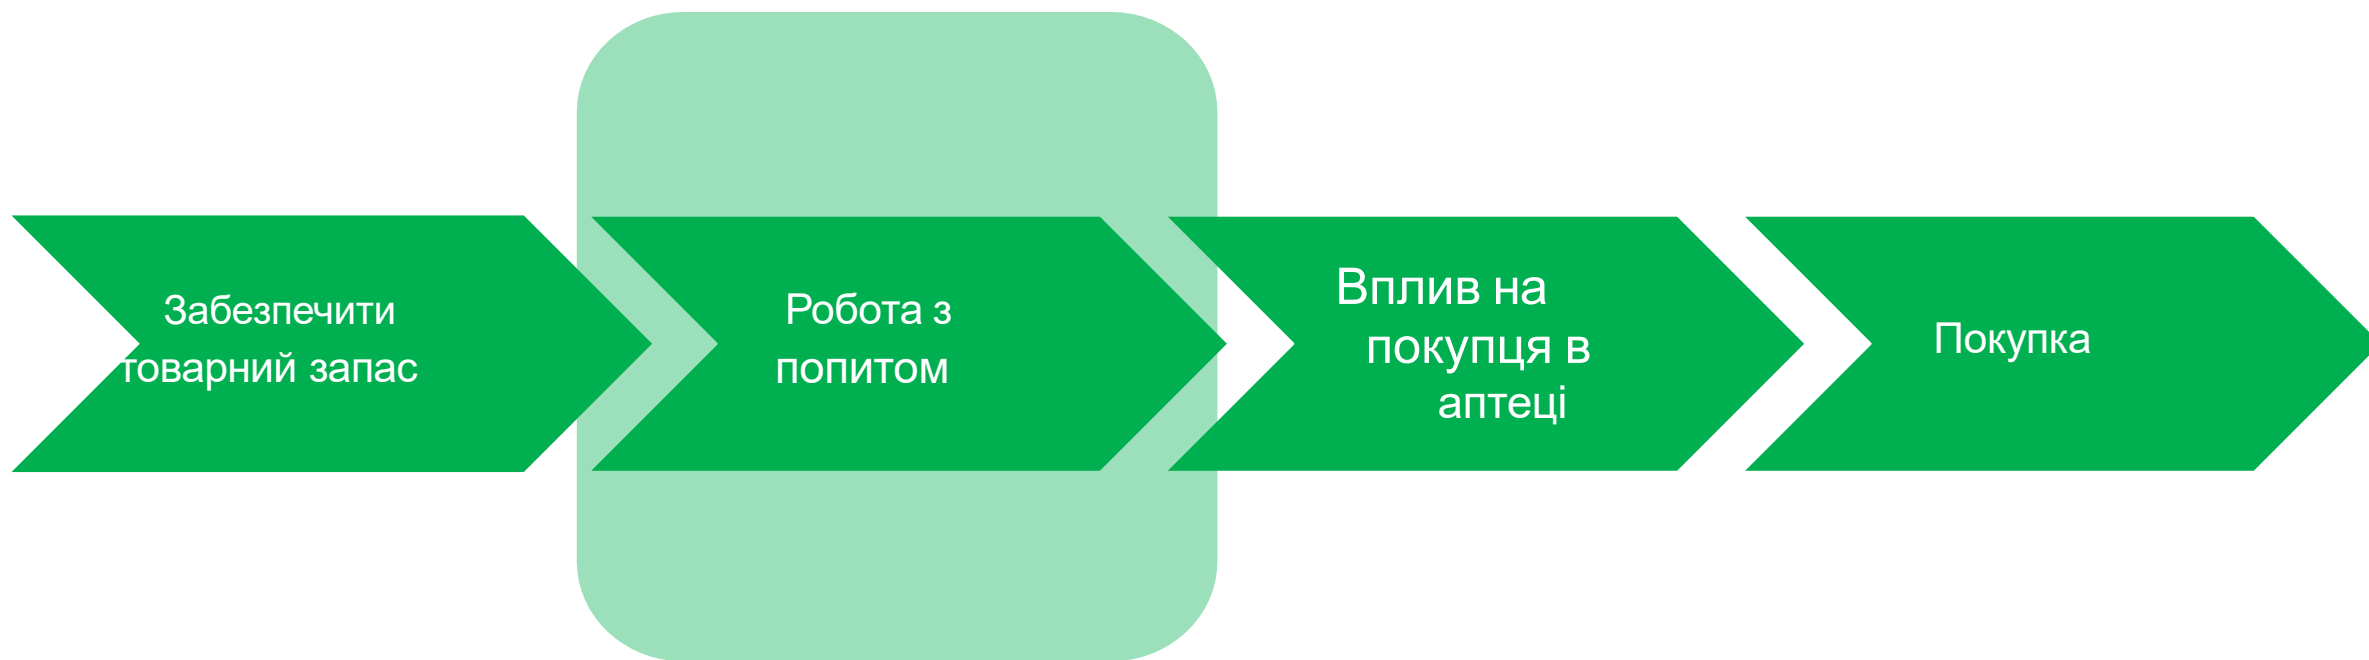 Забезпечити
товарний запас
Робота з
попитом
Вплив на
покупця в
аптеці
Покупка